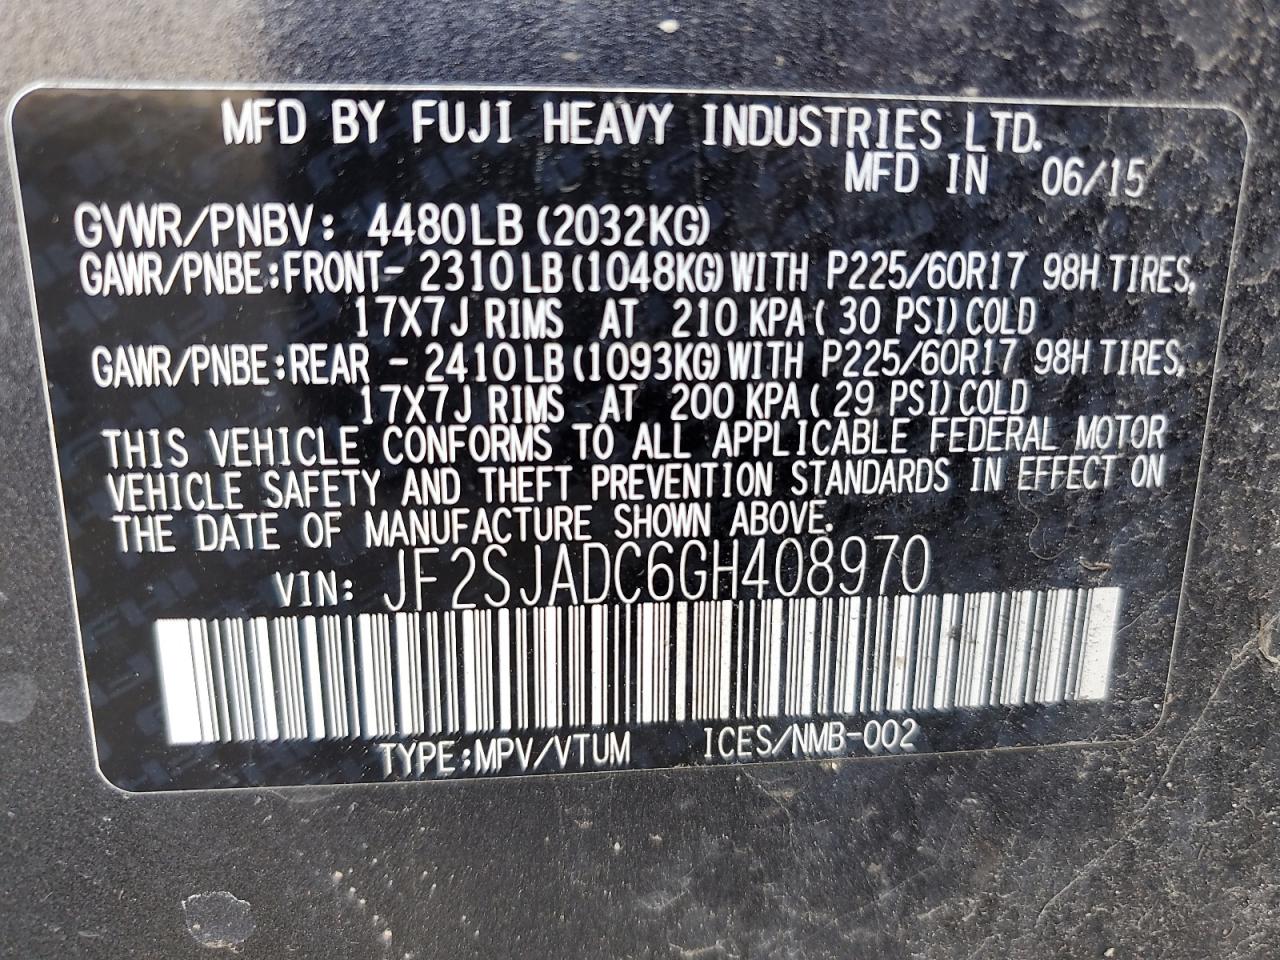 MFD BY FUJI HEAVY INDUSTRIES LTD.
MFD IN 06/15
GVWR/PNBV: 4480LB (2032KG)
GAWR/PNBE:FRONT- 2310LB(1048KG)WITH P225/60R17 98H TIRES,
17X7J RIMS AT 210 KPA( 30 PSI)COLD
GAWR/PNBE:REAR - 2410LB(1093KG)WITH P225/60R17 98H TIRES,
17X7J RIMS AT 200 KPA( 29 PSI)COLD
THIS VEHICLE CONFORMS TO ALL APPLICABLE FEDERAL MOTOR
VEHICLE SAFETY AND THEFT PREVENTION STANDARDS IN EFFECT ON
THE DATE OF MANUFACTURE SHOWN ABOVE.
VIN: JF2SJADC6GH408970
TYPE:MPV/VTUM ICES/NMB-002